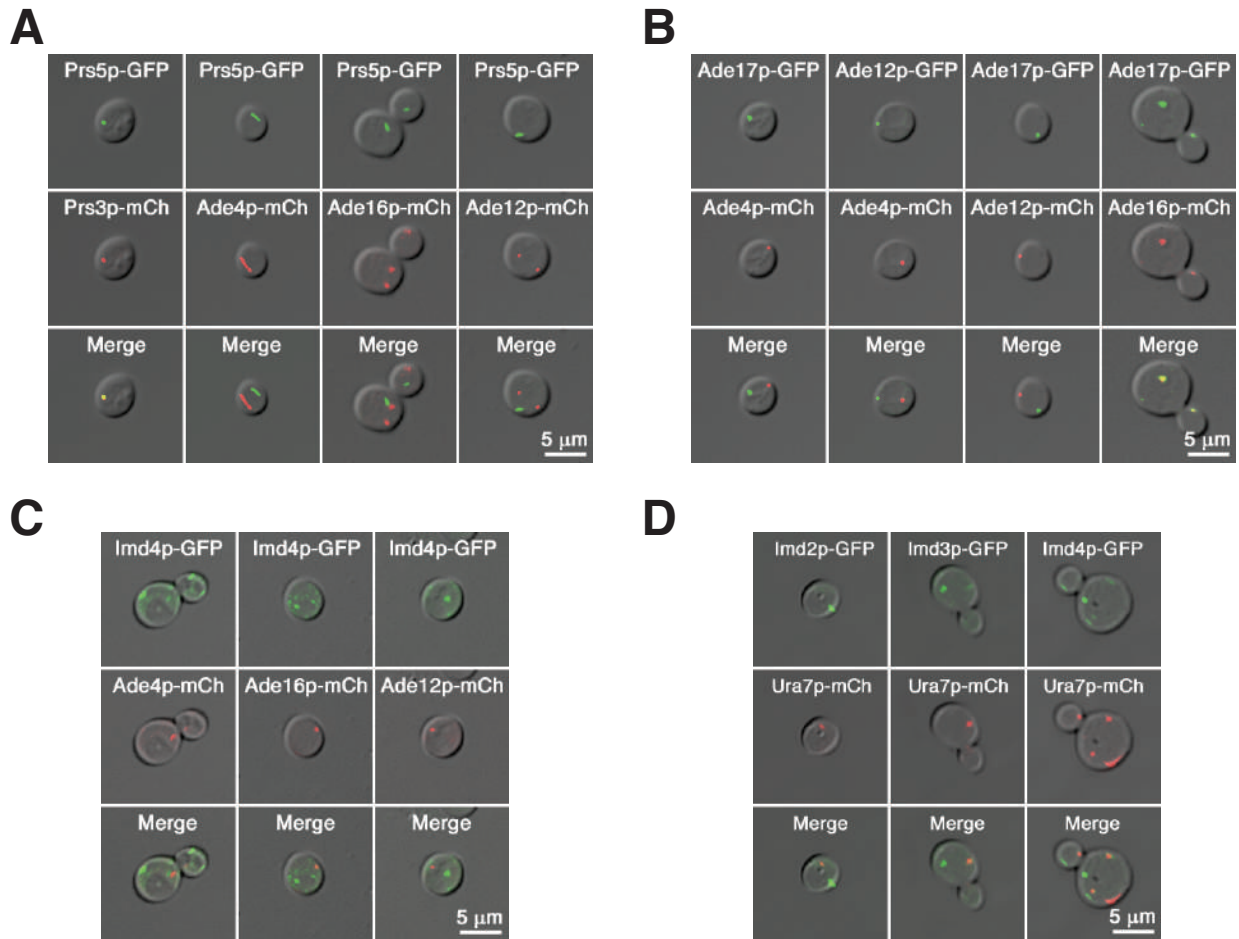 A
Prs5p-GFP Prs5p-GFP Prs5p-GFP Prs5p-GFP
Prs3p-mCh Ade4p-mCh Ade16p-mCh Ade12p-mCh
Merge Merge Merge Merge
5 μm
B
Ade17p-GFP Ade12p-GFP Ade17p-GFP Ade17p-GFP
Ade4p-mCh Ade4p-mCh Ade12p-mCh Ade16p-mCh
Merge Merge Merge Merge
5 μm
C
Imd4p-GFP Imd4p-GFP Imd4p-GFP
Ade4p-mCh Ade16p-mCh Ade12p-mCh
Merge Merge Merge
5 μm
D
Imd2p-GFP Imd3p-GFP Imd4p-GFP
Ura7p-mCh Ura7p-mCh Ura7p-mCh
Merge Merge Merge
5 μm